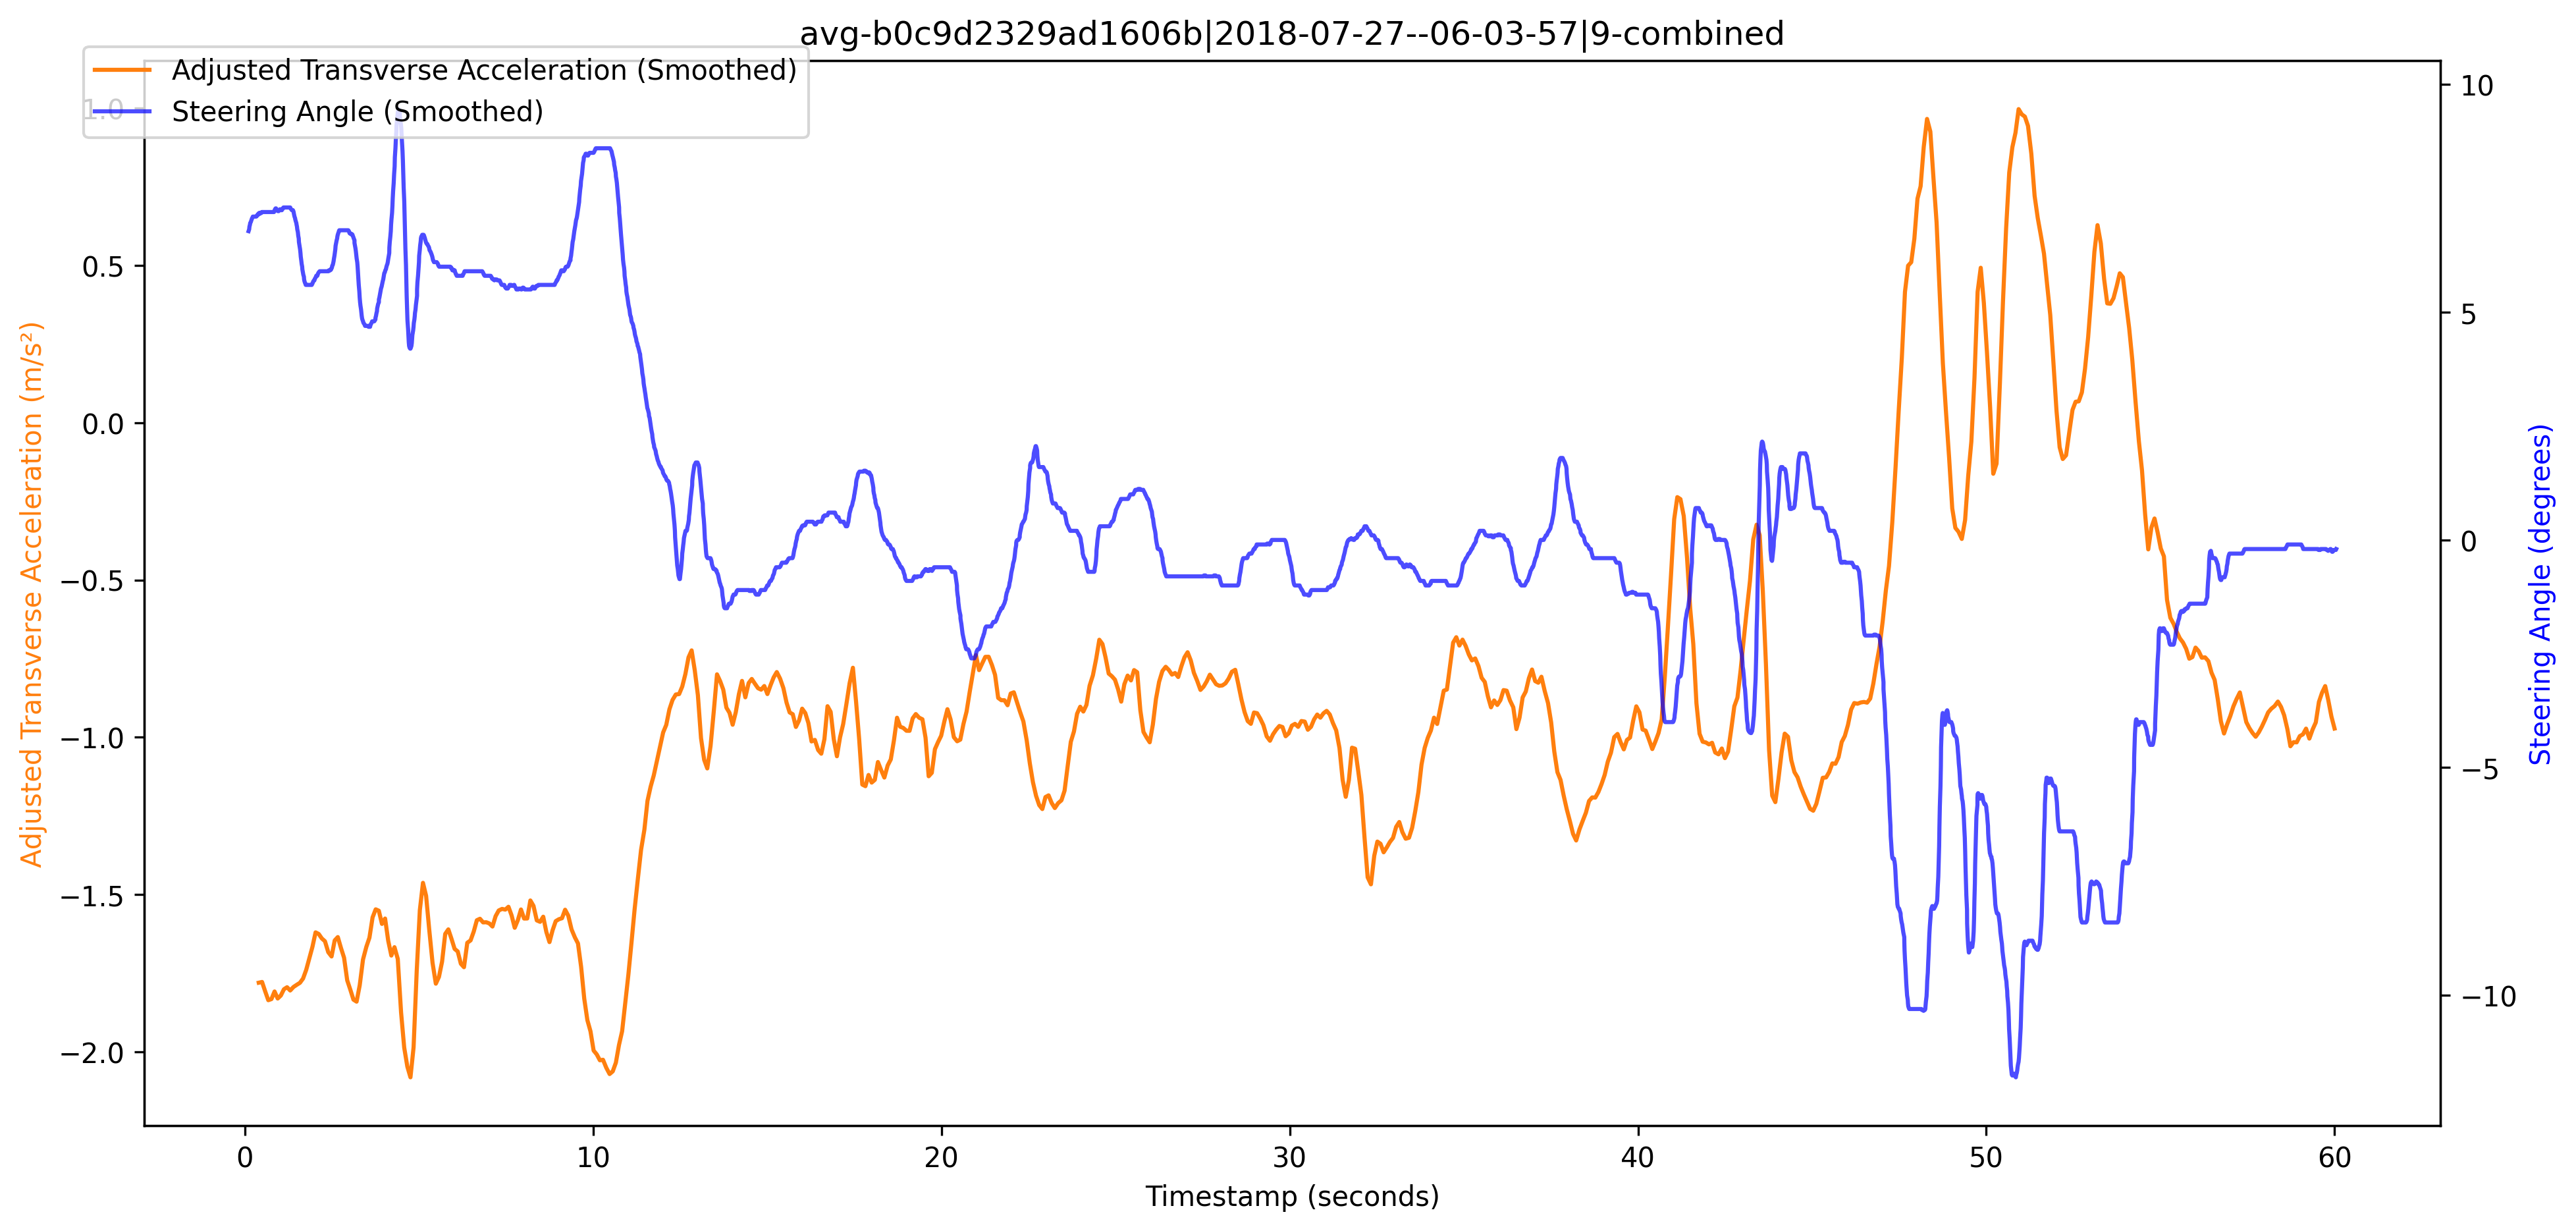 avg-b0c9d2329ad1606b|2018-07-27--06-03-57|9-combined
Adjusted Transverse Acceleration (Smoothed)
Steering Angle (Smoothed)
1.0
0.5
0.0
−0.5
−1.0
−1.5
−2.0
Adjusted Transverse Acceleration (m/s²)
10
5
0
−5
−10
Steering Angle (degrees)
0 10 20 30 40 50 60
Timestamp (seconds)